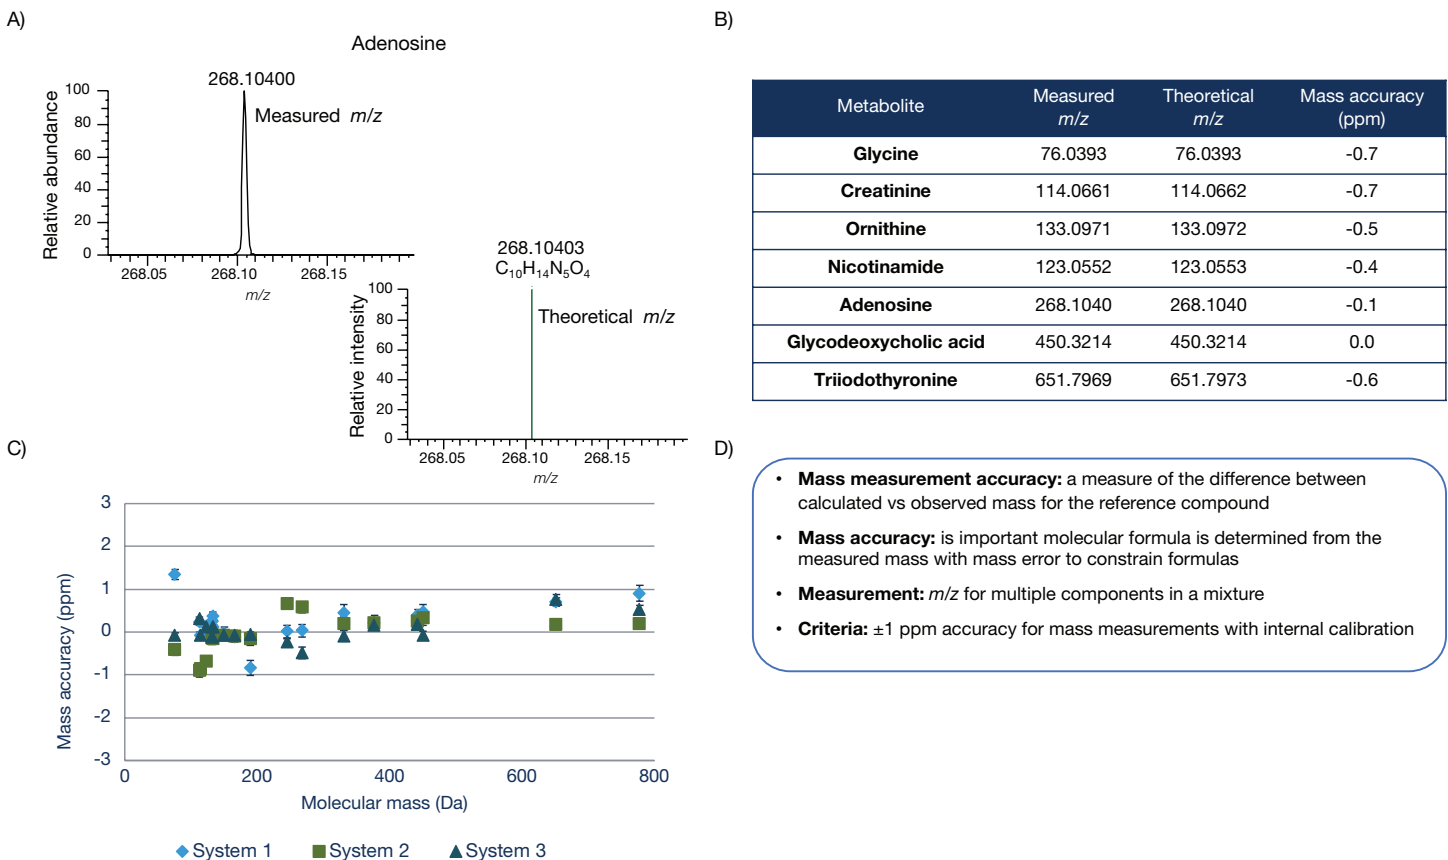 A)
Adenosine
268.10400
Measured m/z
Relative abundance
100
80
60
40
20
0
268.05 268.10 268.15
m/z
268.10403
C₁₀H₁₄N₅O₄
Theoretical m/z
Relative intensity
100
80
60
40
20
0
268.05 268.10 268.15
m/z
B)
Metabolite Measured m/z Theoretical m/z Mass accuracy (ppm)
Glycine 76.0393 76.0393 -0.7
Creatinine 114.0661 114.0662 -0.7
Ornithine 133.0971 133.0972 -0.5
Nicotinamide 123.0552 123.0553 -0.4
Adenosine 268.1040 268.1040 -0.1
Glycodeoxycholic acid 450.3214 450.3214 0.0
Triiodothyronine 651.7969 651.7973 -0.6
C)
Mass accuracy (ppm)
3
2
1
0
-1
-2
-3
0 200 400 600 800
Molecular mass (Da)
System 1 System 2 System 3
D)
• Mass measurement accuracy: a measure of the difference between
calculated vs observed mass for the reference compound
• Mass accuracy: is important molecular formula is determined from the
measured mass with mass error to constrain formulas
• Measurement: m/z for multiple components in a mixture
• Criteria: ±1 ppm accuracy for mass measurements with internal calibration